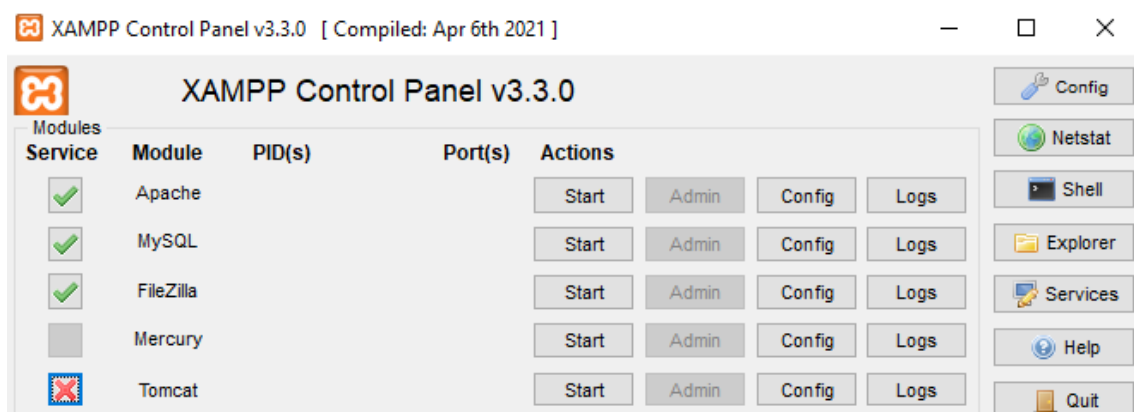 XAMPP Control Panel v3.3.0 [ Compiled: Apr 6th 2021 ]
XAMPP Control Panel v3.3.0
Config
Modules
Netstat
Service Module PID(s) Port(s) Actions
Apache Start Admin Config Logs
Shell
MySQL Start Admin Config Logs
Explorer
FileZilla Start Admin Config Logs
Services
Mercury Start Admin Config Logs
Help
Tomcat Start Admin Config Logs
Quit